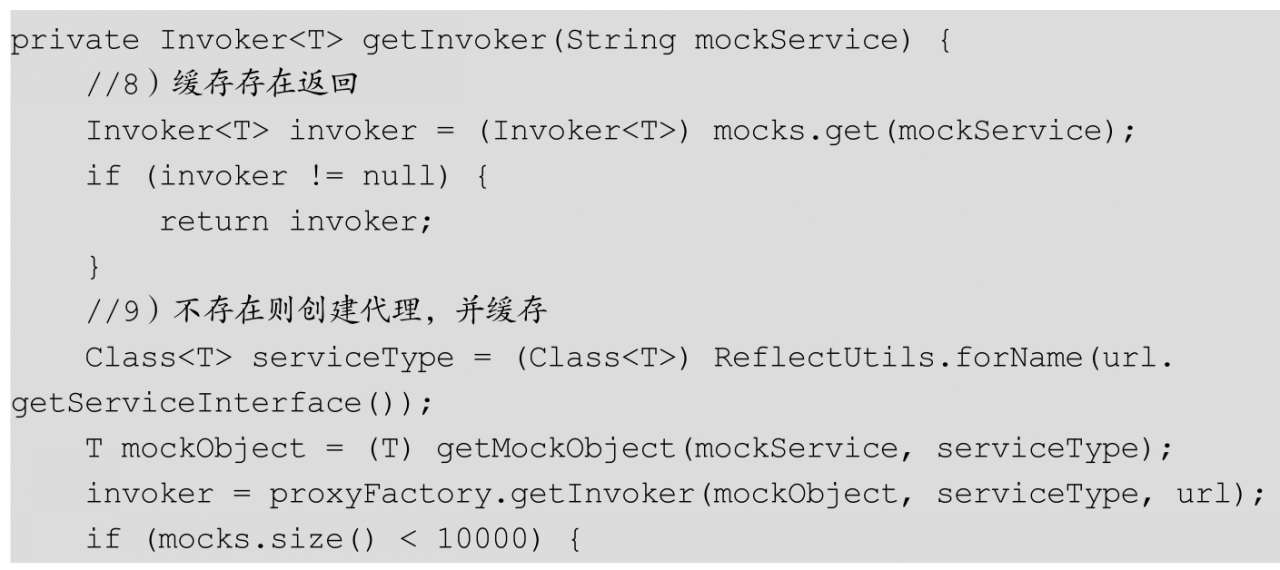 private Invoker<T> getInvoker(String mockService) {
    //8）缓存存在返回
    Invoker<T> invoker = (Invoker<T>) mocks.get(mockService);
    if (invoker != null) {
        return invoker;
    }
    //9）不存在则创建代理，并缓存
    Class<T> serviceType = (Class<T>) ReflectUtils.forName(url.
getServiceInterface());
    T mockObject = (T) getMockObject(mockService, serviceType);
    invoker = proxyFactory.getInvoker(mockObject, serviceType, url);
    if (mocks.size() < 10000) {